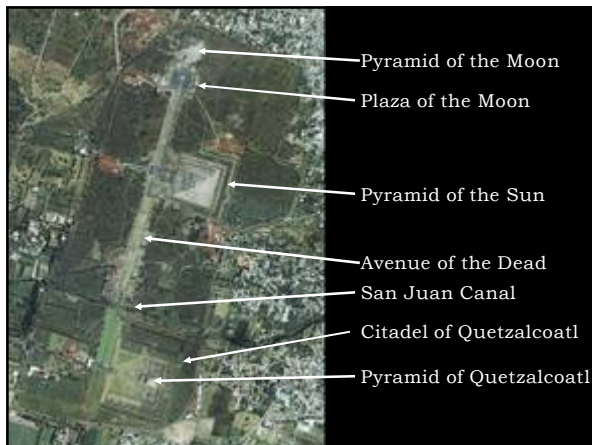 Pyramid of the Moon
Plaza of the Moon
Pyramid of the Sun
Avenue of the Dead
San Juan Canal
Citadel of Quetzalcoatl
Pyramid of Quetzalcoatl